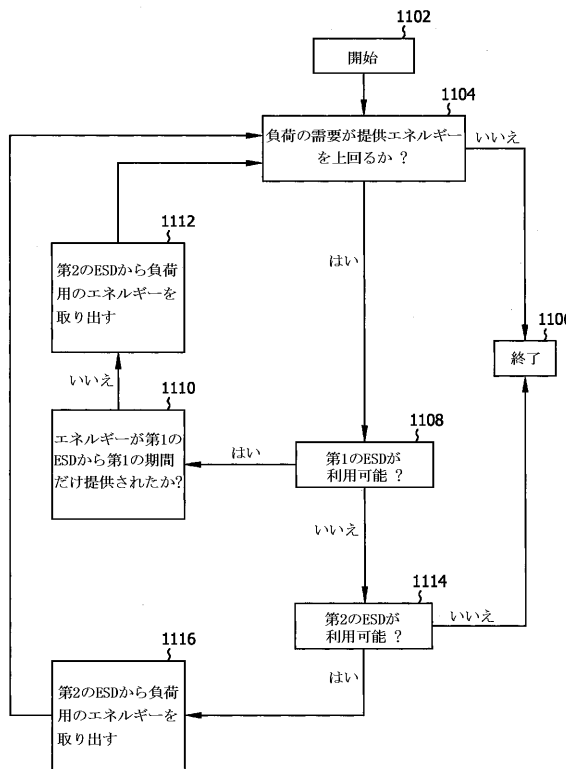 1102
開始
1104
負荷の需要が提供エネルギー
を上回るか ?
いいえ
はい
1112
第2のESDから負荷
用のエネルギーを
取り出す
1106
終了
いいえ
1110
エネルギーが第1の
ESDから第1の期間
だけ提供されたか?
はい
1108
第1のESDが
利用可能 ?
いいえ
1114
第2のESDが
利用可能 ?
いいえ
はい
1116
第2のESDから負荷
用のエネルギーを
取り出す